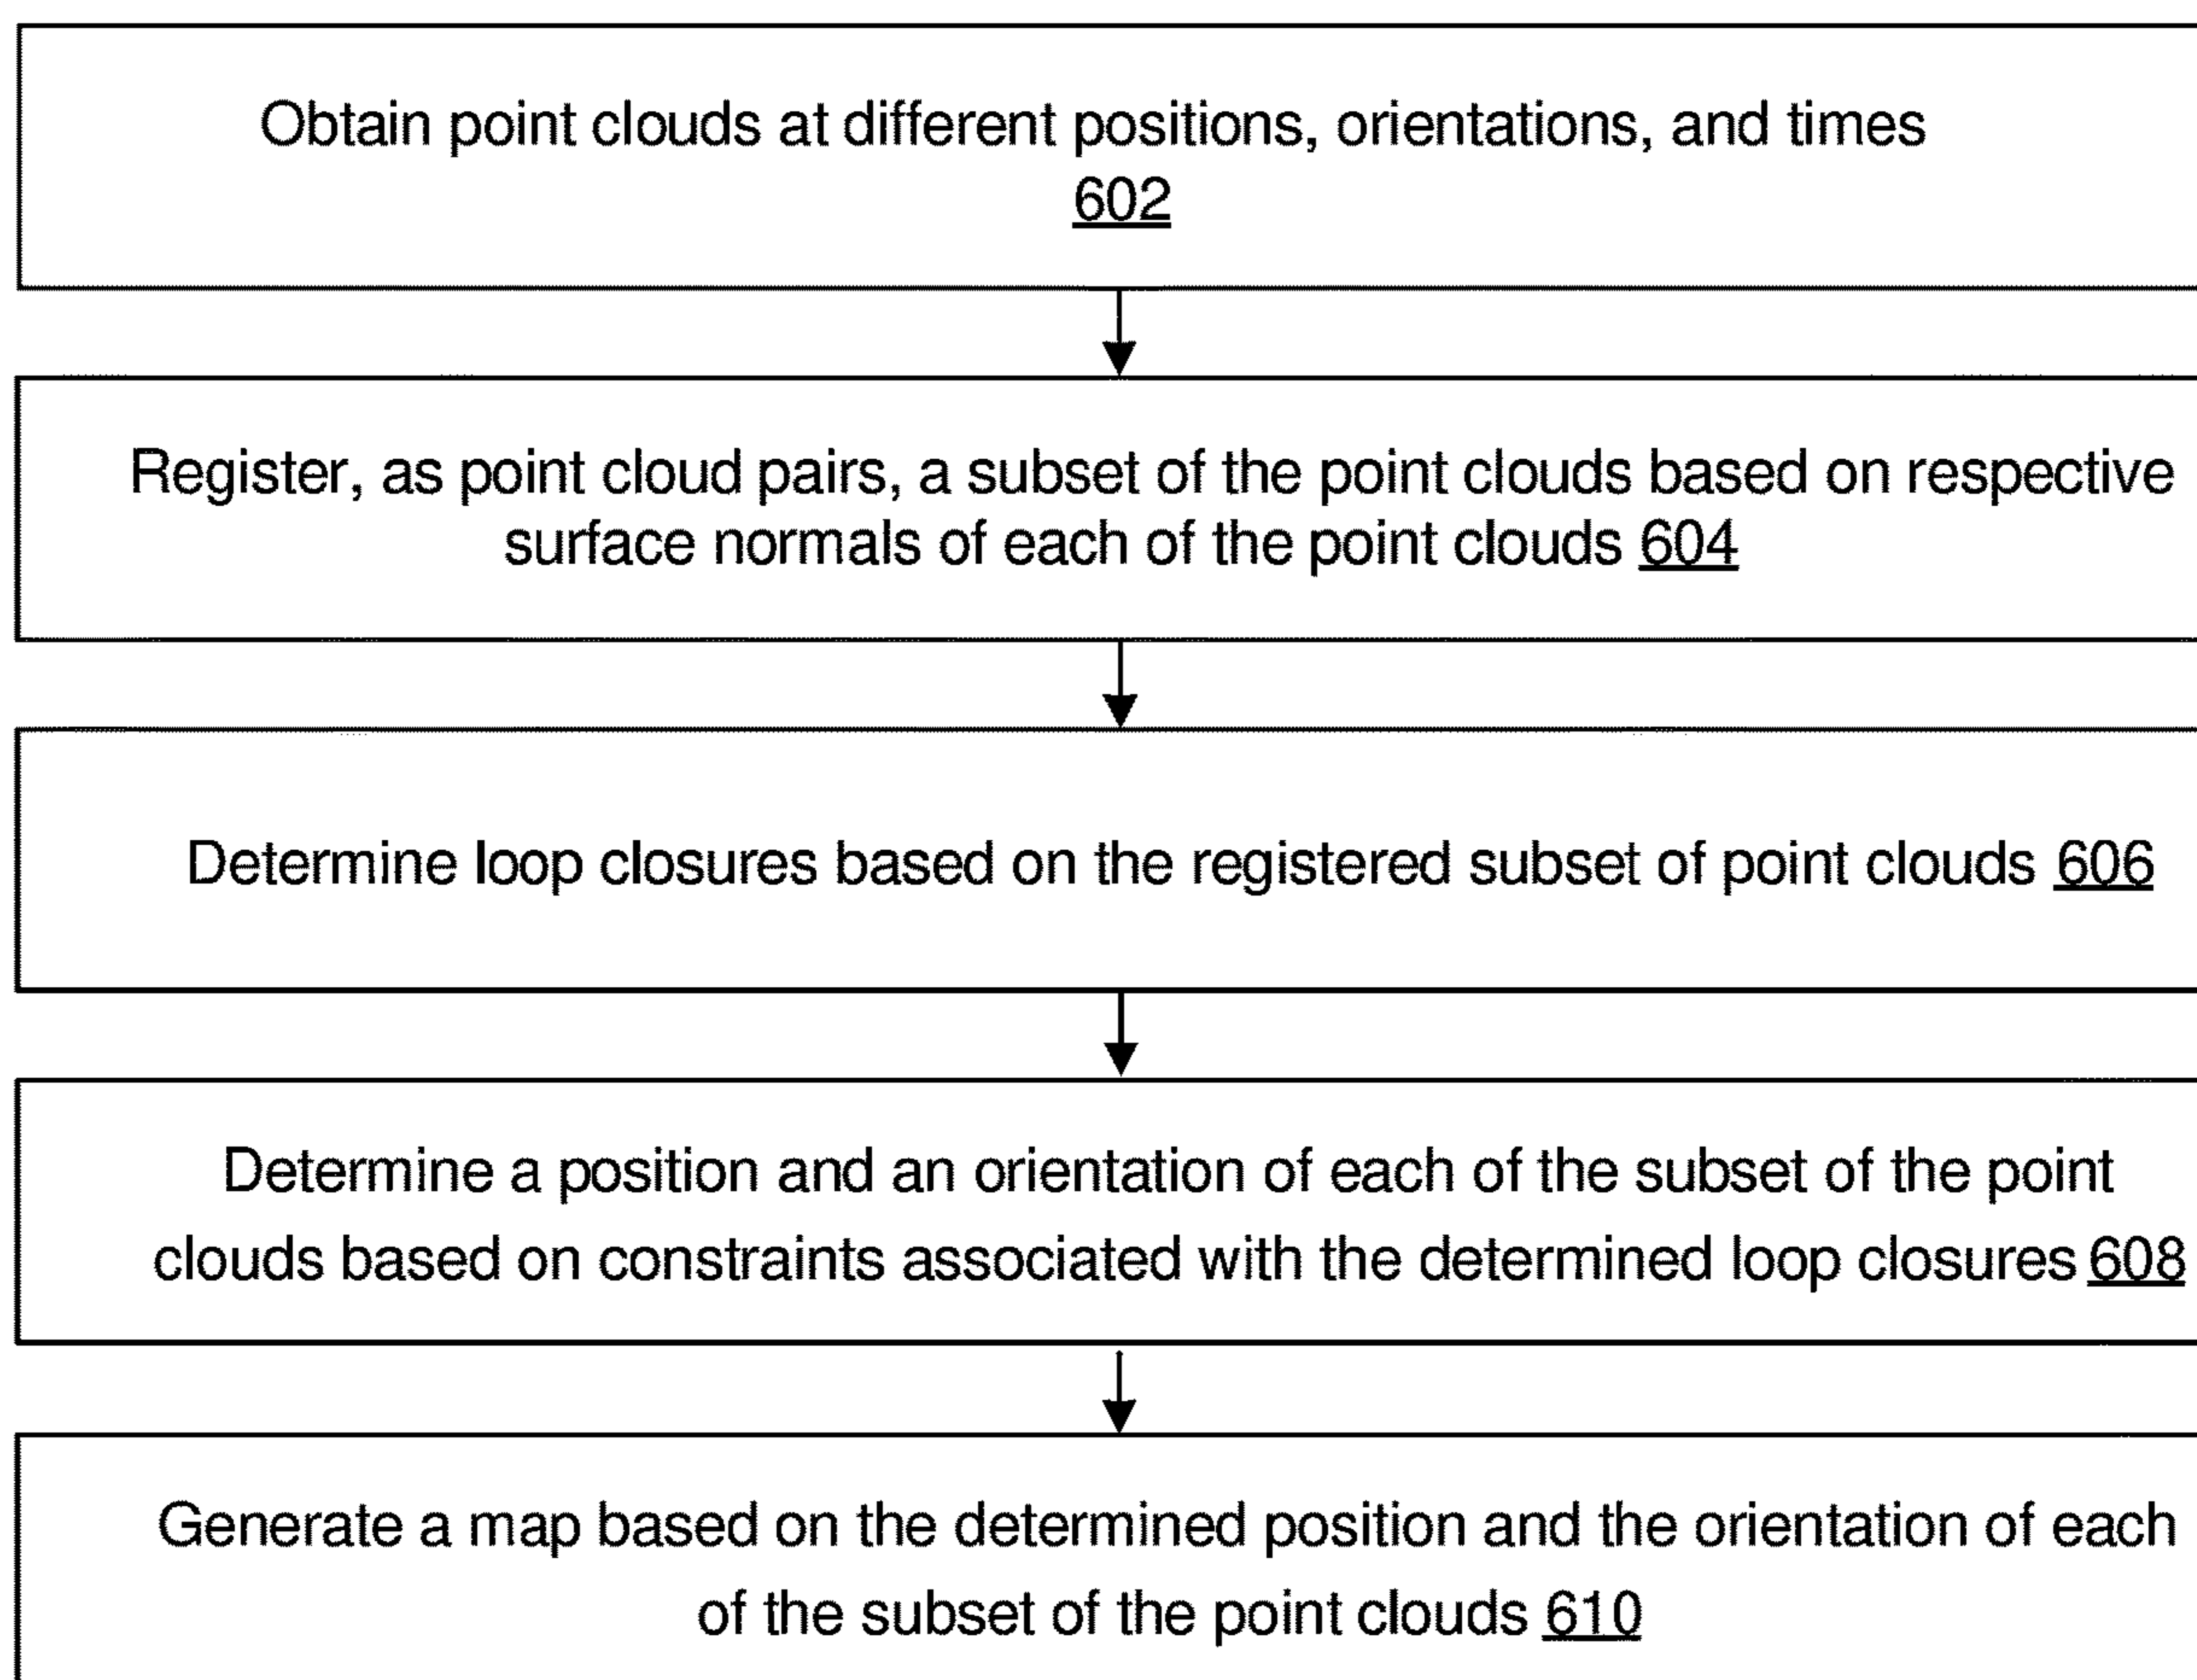 Obtain point clouds at different positions, orientations, and times
602
Register, as point cloud pairs, a subset of the point clouds based on respective
surface normals of each of the point clouds 604
Determine loop closures based on the registered subset of point clouds 606
Determine a position and an orientation of each of the subset of the point
clouds based on constraints associated with the determined loop closures 608
Generate a map based on the determined position and the orientation of each
of the subset of the point clouds 610